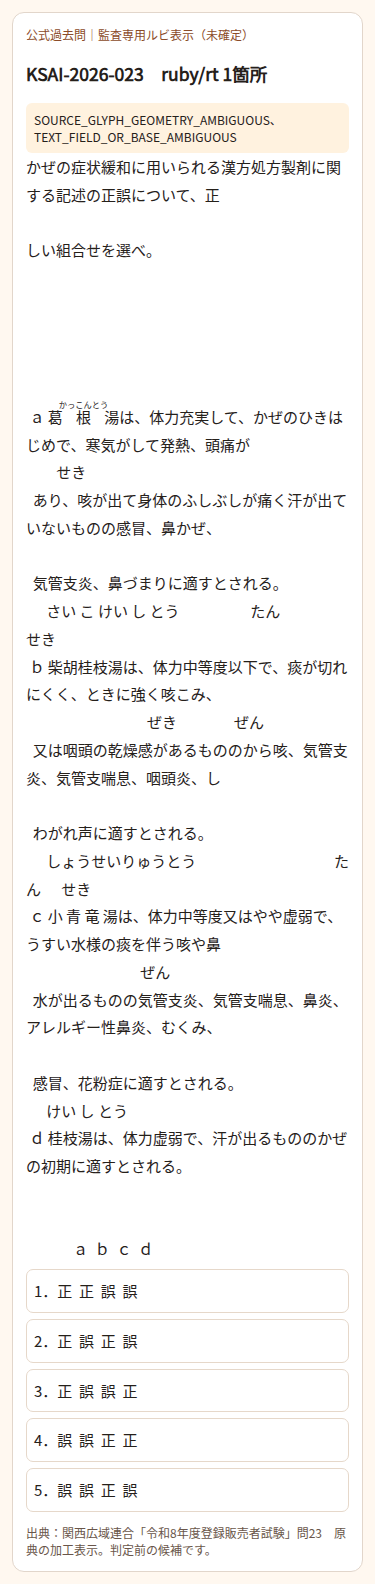 公式過去問｜監査専用ルビ表示（未確定）
KSAI-2026-023　ruby/rt 1箇所
SOURCE_GLYPH_GEOMETRY_AMBIGUOUS、
TEXT_FIELD_OR_BASE_AMBIGUOUS
かぜの症状緩和に用いられる漢方処方製剤に関
する記述の正誤について、正
しい組合せを選べ。
かっこんとう
ａ 葛　根　湯は、体力充実して、かぜのひきは
じめで、寒気がして発熱、頭痛が
せき
あり、咳が出て身体のふしぶしが痛く汗が出て
いないものの感冒、鼻かぜ、
気管支炎、鼻づまりに適すとされる。
さい こ けい し とう　　　　　たん
せき
ｂ 柴胡桂枝湯は、体力中等度以下で、痰が切れ
にくく、ときに強く咳こみ、
ぜき　　　　ぜん
又は咽頭の乾燥感があるもののから咳、気管支
炎、気管支喘息、咽頭炎、し
わがれ声に適すとされる。
しょうせいりゅうとう　　　　　　　　　た
ん　 せき
ｃ 小 青 竜 湯は、体力中等度又はやや虚弱で、
うすい水様の痰を伴う咳や鼻
ぜん
水が出るものの気管支炎、気管支喘息、鼻炎、
アレルギー性鼻炎、むくみ、
感冒、花粉症に適すとされる。
けい し とう
ｄ 桂枝湯は、体力虚弱で、汗が出るもののかぜ
の初期に適すとされる。
ａ ｂ ｃ ｄ
1．正 正 誤 誤
2．正 誤 正 誤
3．正 誤 誤 正
4．誤 誤 正 正
5．誤 誤 正 誤
出典：関西広域連合「令和8年度登録販売者試験」問23　原
典の加工表示。判定前の候補です。